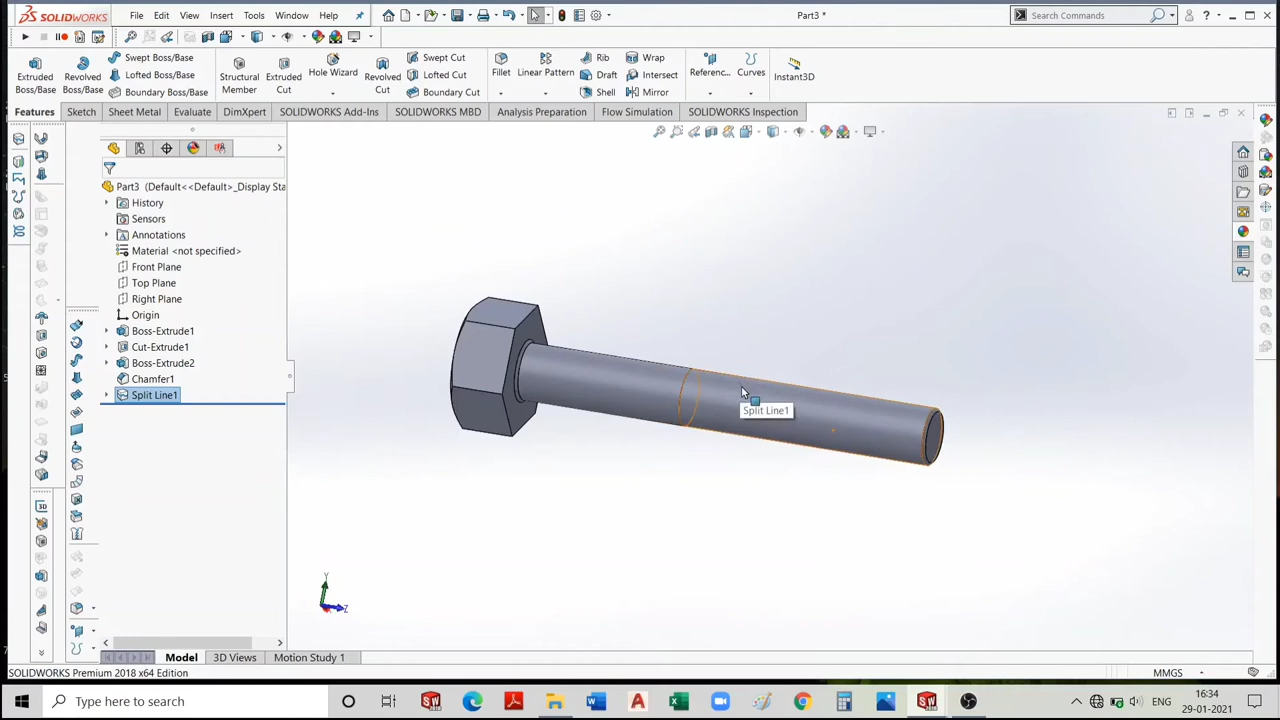 SOLIDWORKS File Edit View Insert Tools Window Help Part3 * Search Commands ?
Extruded Boss/Base
Revolved Boss/Base
Swept Boss/Base
Lofted Boss/Base
Boundary Boss/Base
Structural Member
Extruded Cut
Hole Wizard
Revolved Cut
Swept Cut
Lofted Cut
Boundary Cut
Fillet
Linear Pattern
Rib
Draft
Shell
Wrap
Intersect
Mirror
Referenc...
Curves
Instant3D
Features Sketch Sheet Metal Evaluate DimXpert SOLIDWORKS Add-Ins SOLIDWORKS MBD Analysis Preparation Flow Simulation SOLIDWORKS Inspection
Part3 (Default<<Default>_Display Sta
History
Sensors
Annotations
Material <not specified>
Front Plane
Top Plane
Right Plane
Origin
Boss-Extrude1
Cut-Extrude1
Boss-Extrude2
Chamfer1
Split Line1
Split Line1
3D
Y
Z
Model 3D Views Motion Study 1
SOLIDWORKS Premium 2018 x64 Edition MMGS
Type here to search
16:34
29-01-2021